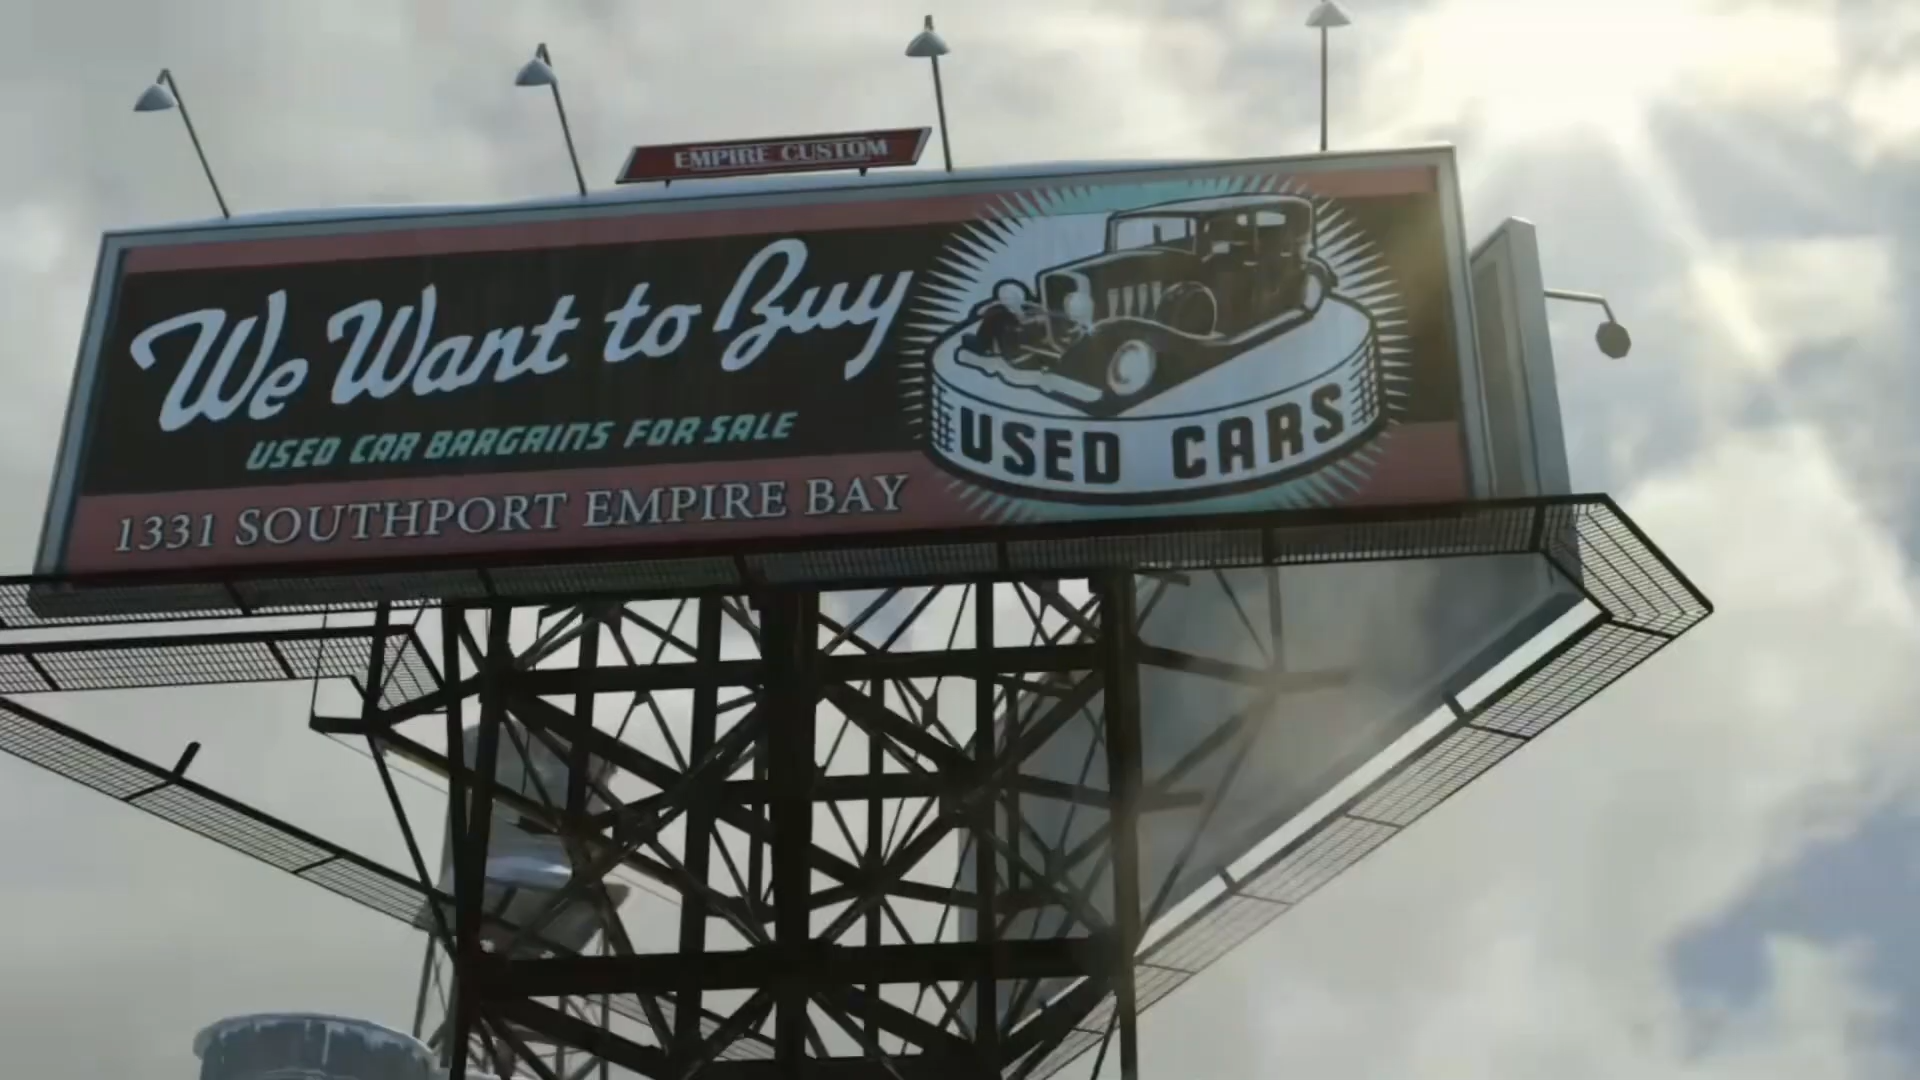 EMPIRE CUSTOM
We Want to Buy
USED CAR BARGAINS FOR SALE
USED CARS
1331 SOUTHPORT EMPIRE BAY